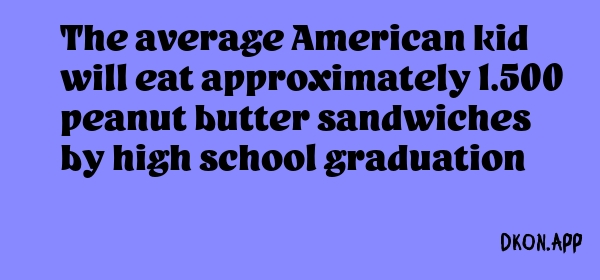 The average American kid
will eat approximately 1.500
peanut butter sandwiches
by high school graduation
DKON.APP